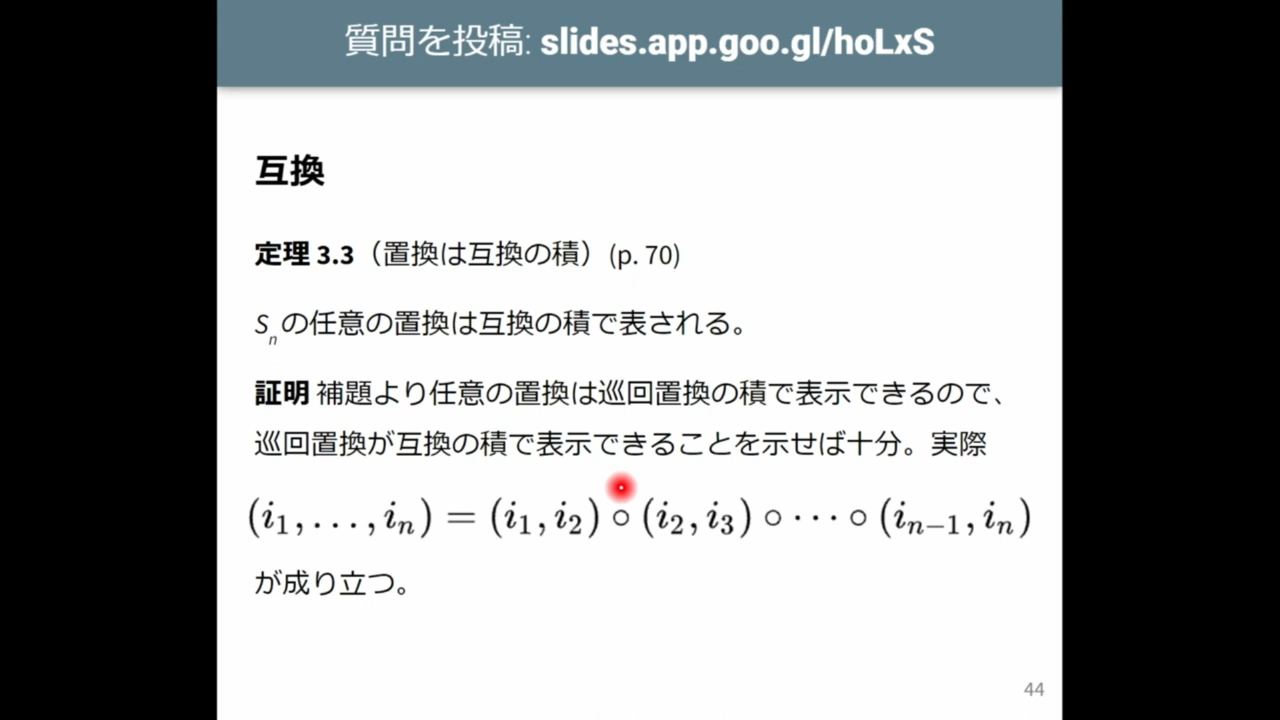 質問を投稿: slides.app.goo.gl/hoLxS
互換
定理 3.3（置換は互換の積）(p. 70)
Snの任意の置換は互換の積で表される。
証明 補題より任意の置換は巡回置換の積で表示できるので、
巡回置換が互換の積で表示できることを示せば十分。実際
(i₁, . . . , iₙ) = (i₁, i₂) ∘ (i₂, i₃) ∘ · · · ∘ (iₙ₋₁, iₙ)
が成り立つ。
44